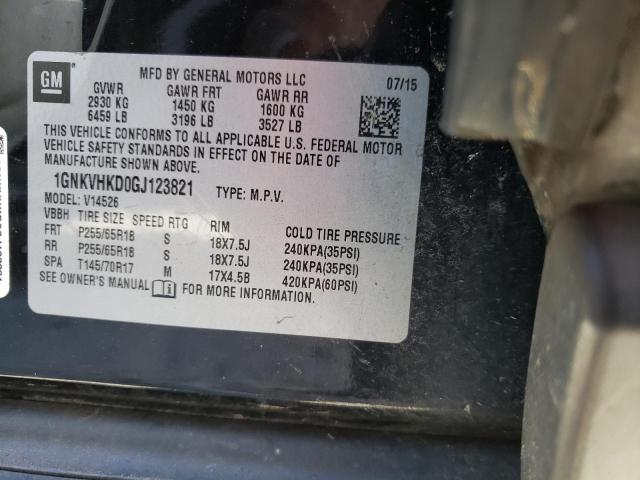 GM
MFD BY GENERAL MOTORS LLC 07/15
GVWR GAWR FRT GAWR RR
2930 KG 1450 KG 1600 KG
6459 LB 3196 LB 3527 LB
THIS VEHICLE CONFORMS TO ALL APPLICABLE U.S. FEDERAL MOTOR
VEHICLE SAFETY STANDARDS IN EFFECT ON THE DATE OF
MANUFACTURE SHOWN ABOVE.
1GNKVHKD0GJ123821 TYPE: M.P.V.
MODEL: V14526
VBBH TIRE SIZE SPEED RTG RIM COLD TIRE PRESSURE
FRT P255/65R18 S 18X7.5J 240KPA(35PSI)
RR P255/65R18 S 18X7.5J 240KPA(35PSI)
SPA T145/70R17 M 17X4.5B 420KPA(60PSI)
SEE OWNER'S MANUAL FOR MORE INFORMATION.